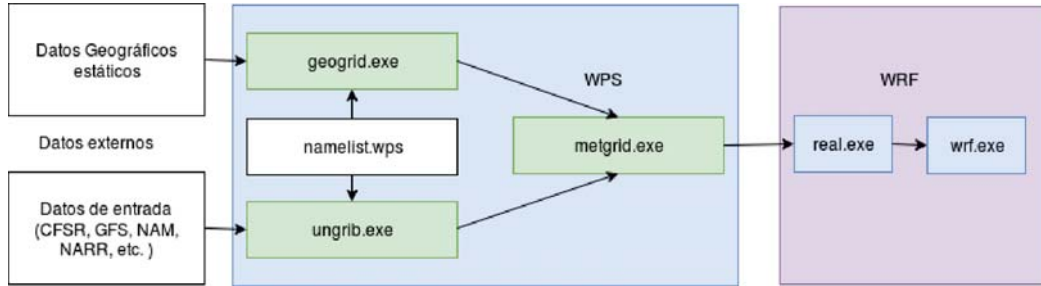 Datos Geográficos
estáticos
Datos externos
Datos de entrada
(CFSR, GFS, NAM,
NARR, etc. )
geogrid.exe
namelist.wps
ungrib.exe
WPS
metgrid.exe
WRF
real.exe
wrf.exe